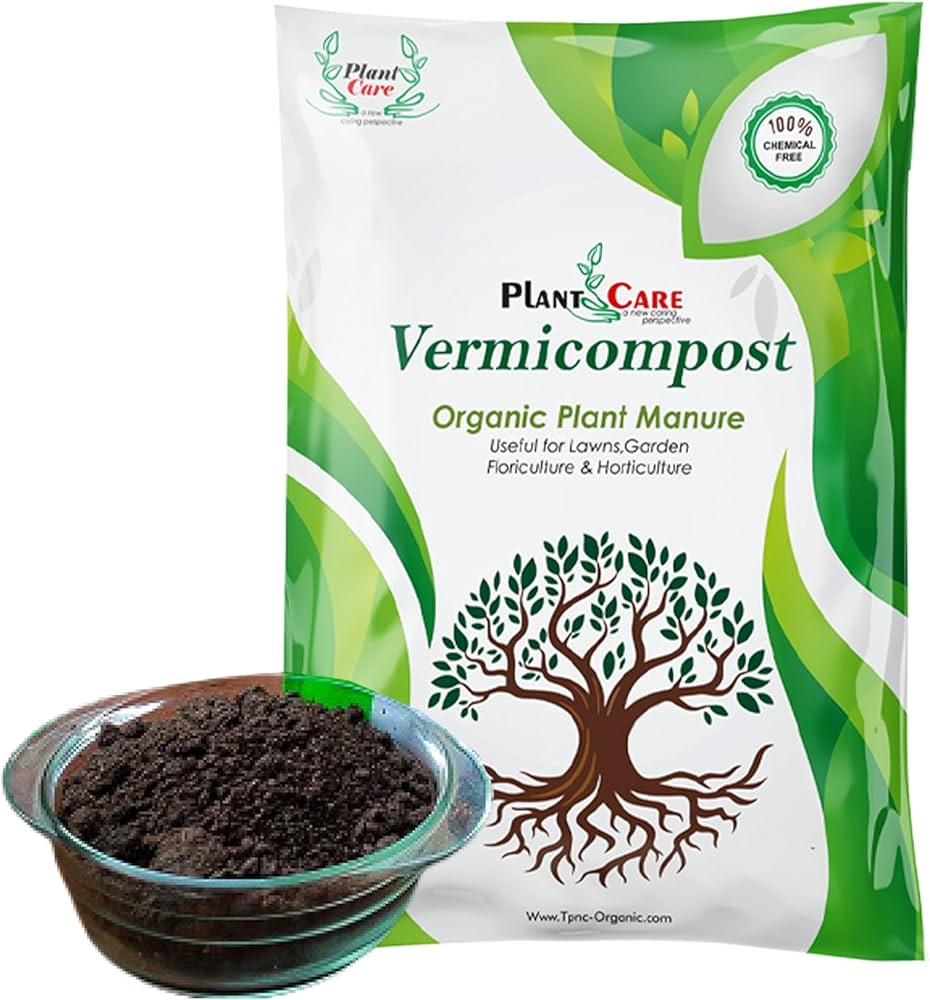 Plant
Care
a new
caring perspective
100%
CHEMICAL
FREE
PLANT CARE
a new caring
perspective
Vermicompost
Organic Plant Manure
Useful for Lawns,Garden
Floriculture & Horticulture
Www.Tpnc-Organic.com